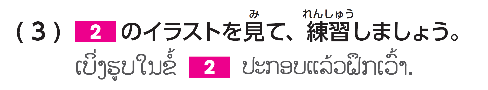 (3) 2 のイラストを見て、練習しましょう。
ເບິ່ງຮູບໃນຂໍ້ 2 ປະກອບແລ້ວຝຶກເວົ້າ.